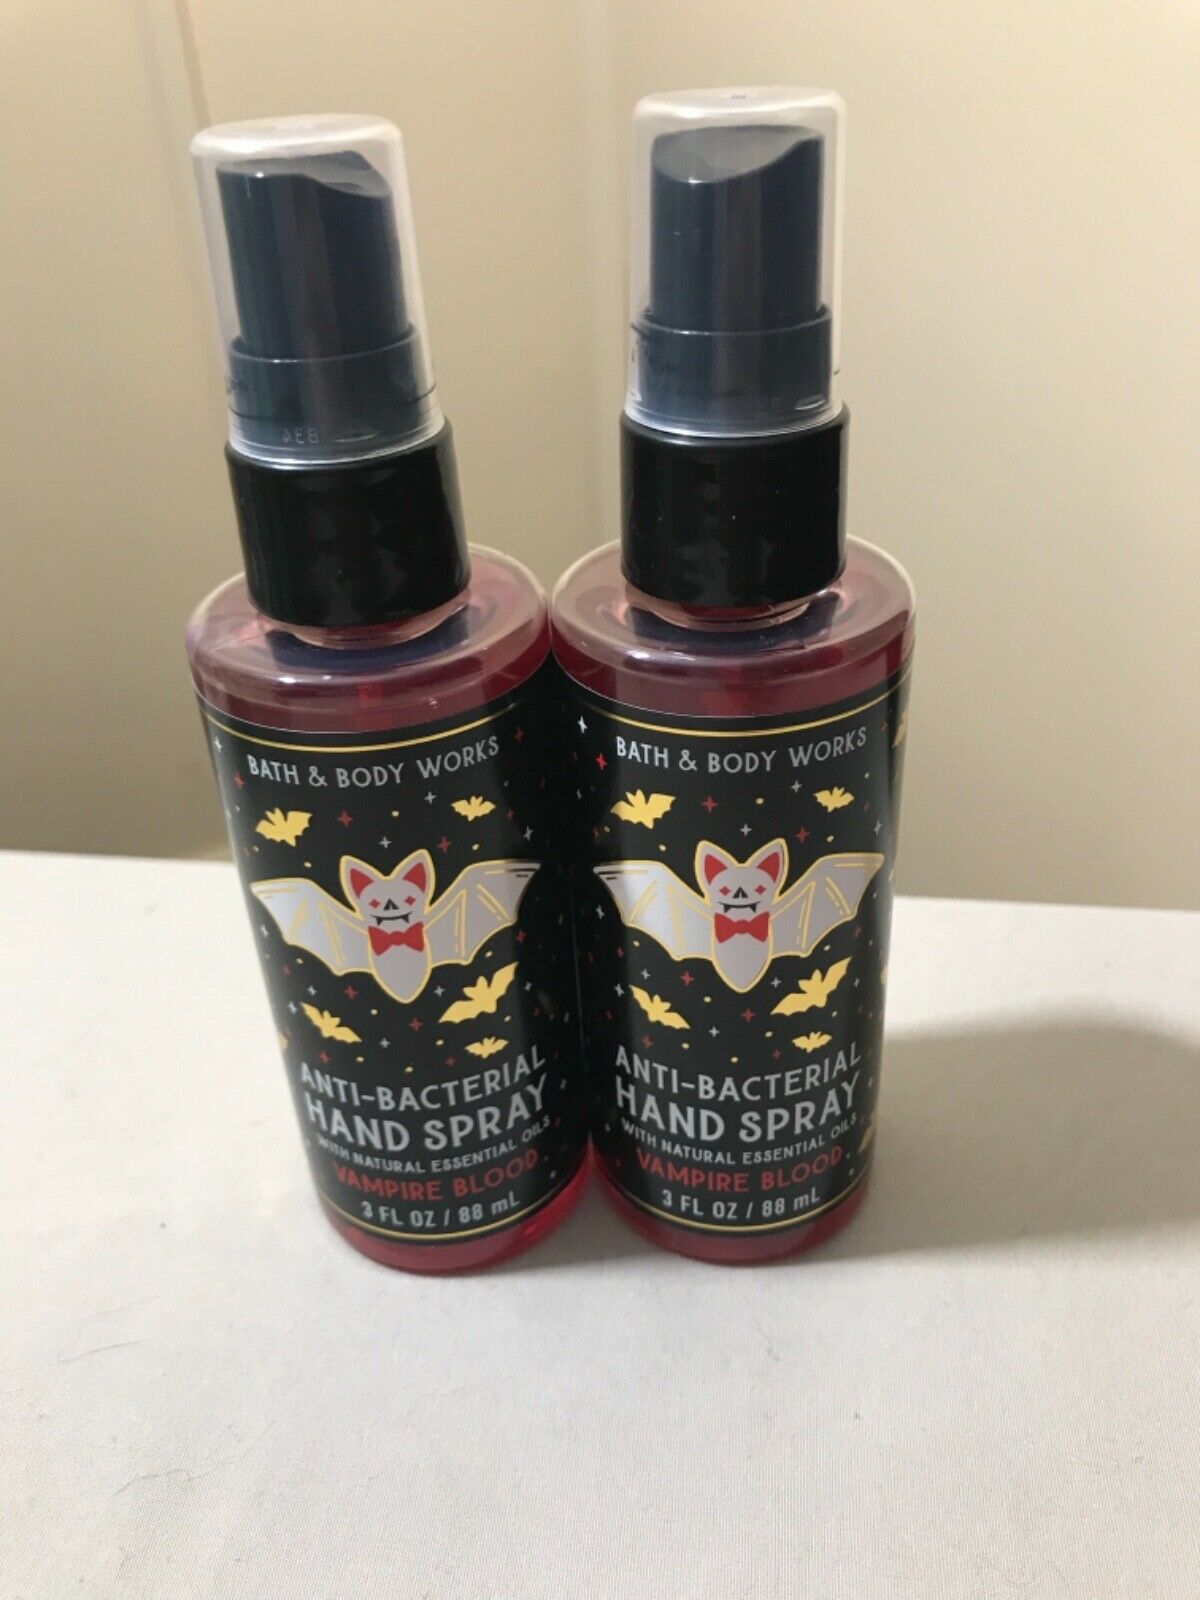 BATH & BODY WORKS
ANTI-BACTERIAL
HAND SPRAY
WITH NATURAL ESSENTIAL OILS
VAMPIRE BLOOD
3 FL OZ / 88 mL
BATH & BODY WORKS
ANTI-BACTERIAL
HAND SPRAY
WITH NATURAL ESSENTIAL OILS
VAMPIRE BLOOD
3 FL OZ / 88 mL